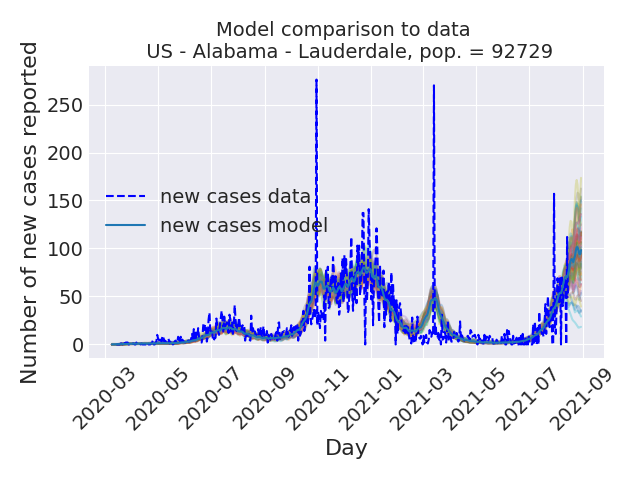 Model comparison to data
US - Alabama - Lauderdale, pop. = 92729
Number of new cases reported
250
200
150
100
50
0
new cases data
new cases model
2020-03
2020-05
2020-07
2020-09
2020-11
2021-01
2021-03
2021-05
2021-07
2021-09
Day